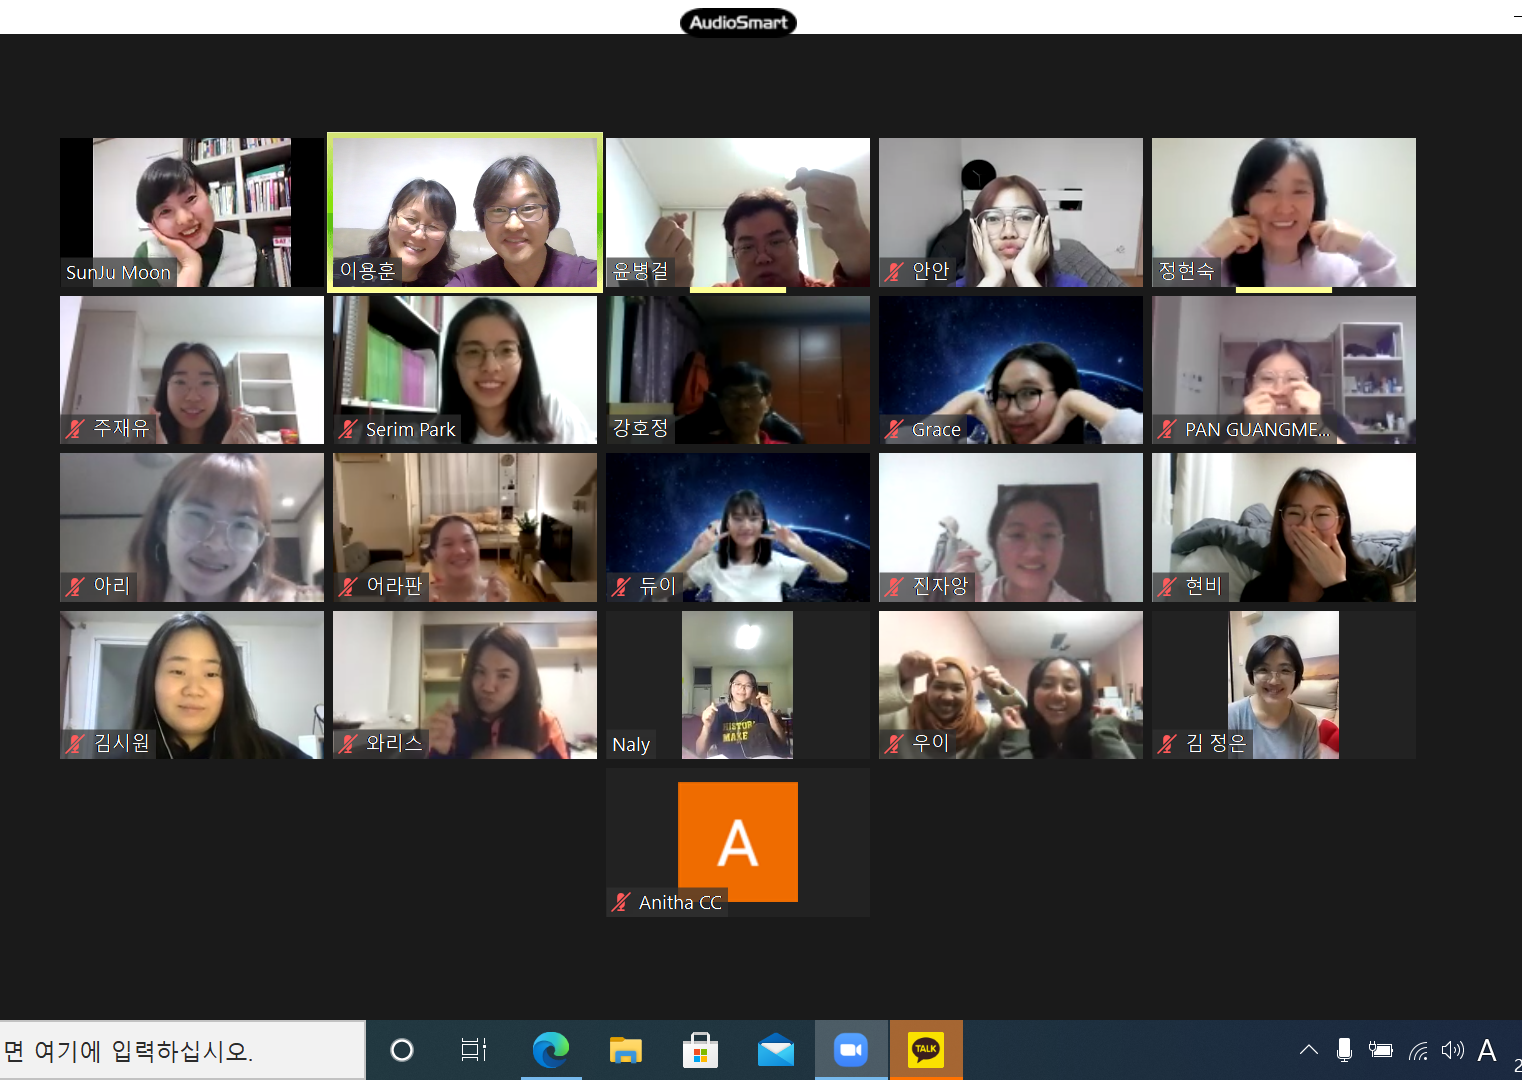 AudioSmart
SunJu Moon
이용훈
윤병걸
안안
정현숙
주재유
Serim Park
강호정
Grace
PAN GUANGME...
아리
어라판
듀이
진자앙
현비
김시원
와리스
HISTORY
MAKER
Naly
우이
김 정은
A
Anitha CC
면 여기에 입력하십시오.
TALK
A
2